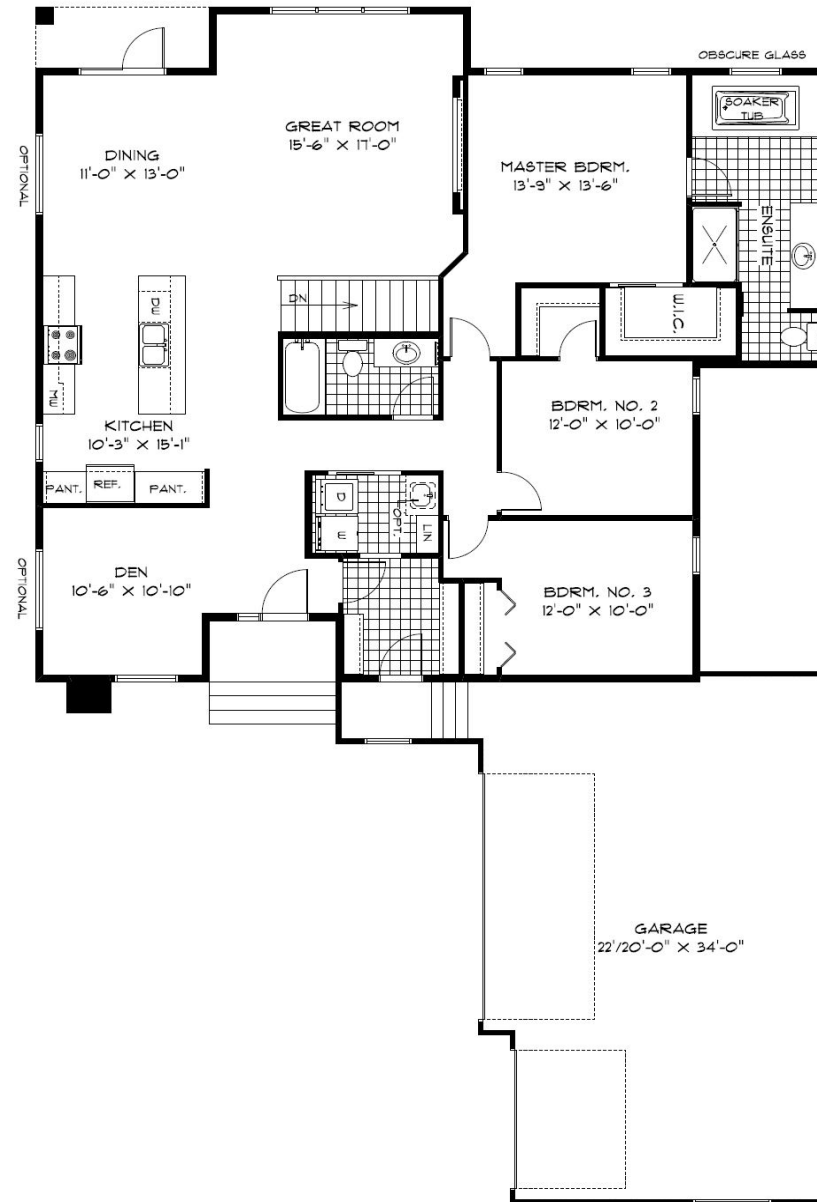 OBSCURE GLASS
SOAKER
TUB
GREAT ROOM
15'-6" X 17'-0"
DINING
11'-0" X 13'-0"
OPTIONAL
MASTER BDRM.
13'-9" X 13'-6"
ENSUITE
DN
DW
W.I.C.
MW
KITCHEN
10'-3" X 15'-1"
BDRM. NO. 2
12'-0" X 10'-0"
PANT.
REF.
PANT.
D
W
OPT.
LIN
OPTIONAL
DEN
10'-6" X 10'-10"
BDRM. NO. 3
12'-0" X 10'-0"
GARAGE
22'/20'-0" X 34'-0"